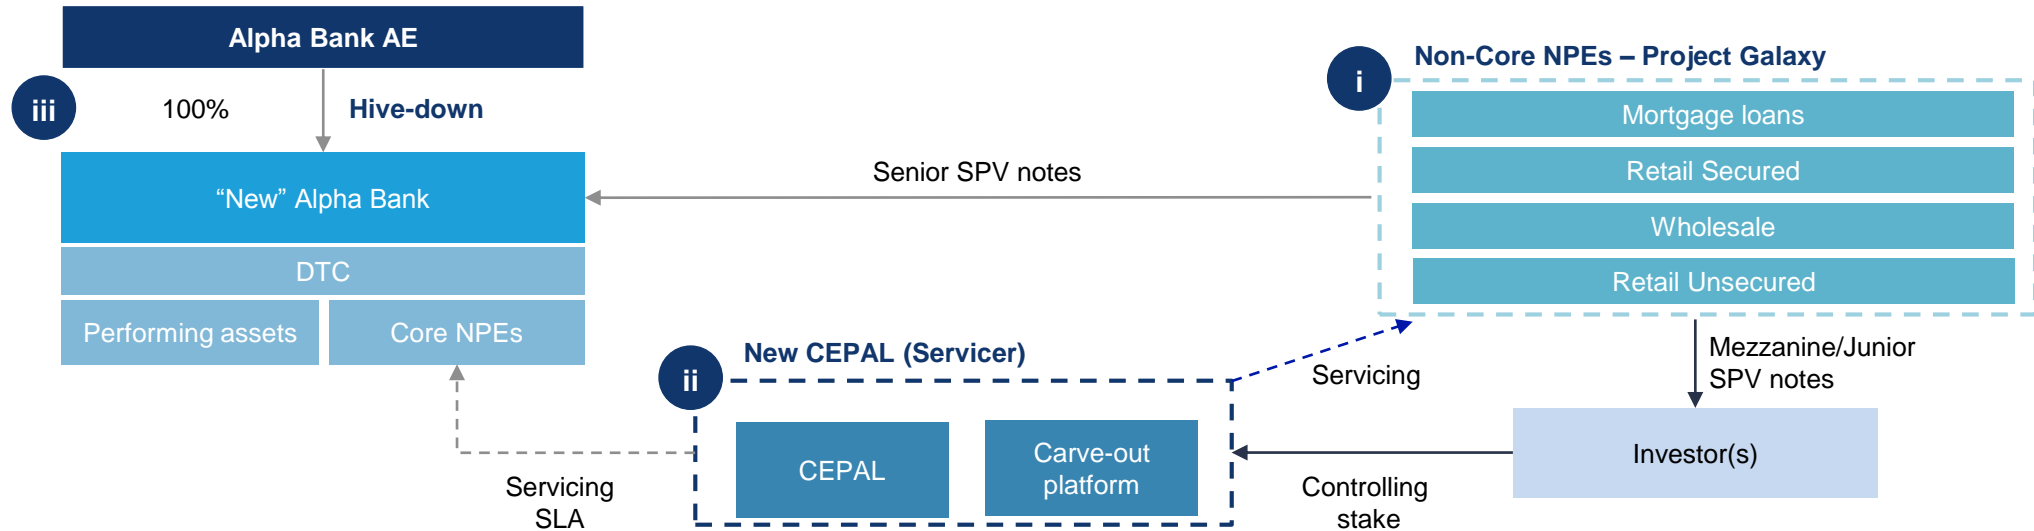 Alpha Bank AE
iii
100%
Hive-down
“New” Alpha Bank
DTC
Performing assets
Core NPEs
Senior SPV notes
i
Non-Core NPEs – Project Galaxy
Mortgage loans
Retail Secured
Wholesale
Retail Unsecured
ii
New CEPAL (Servicer)
CEPAL
Carve-out
platform
Servicing
SLA
Servicing
Mezzanine/Junior
SPV notes
Investor(s)
Controlling
stake